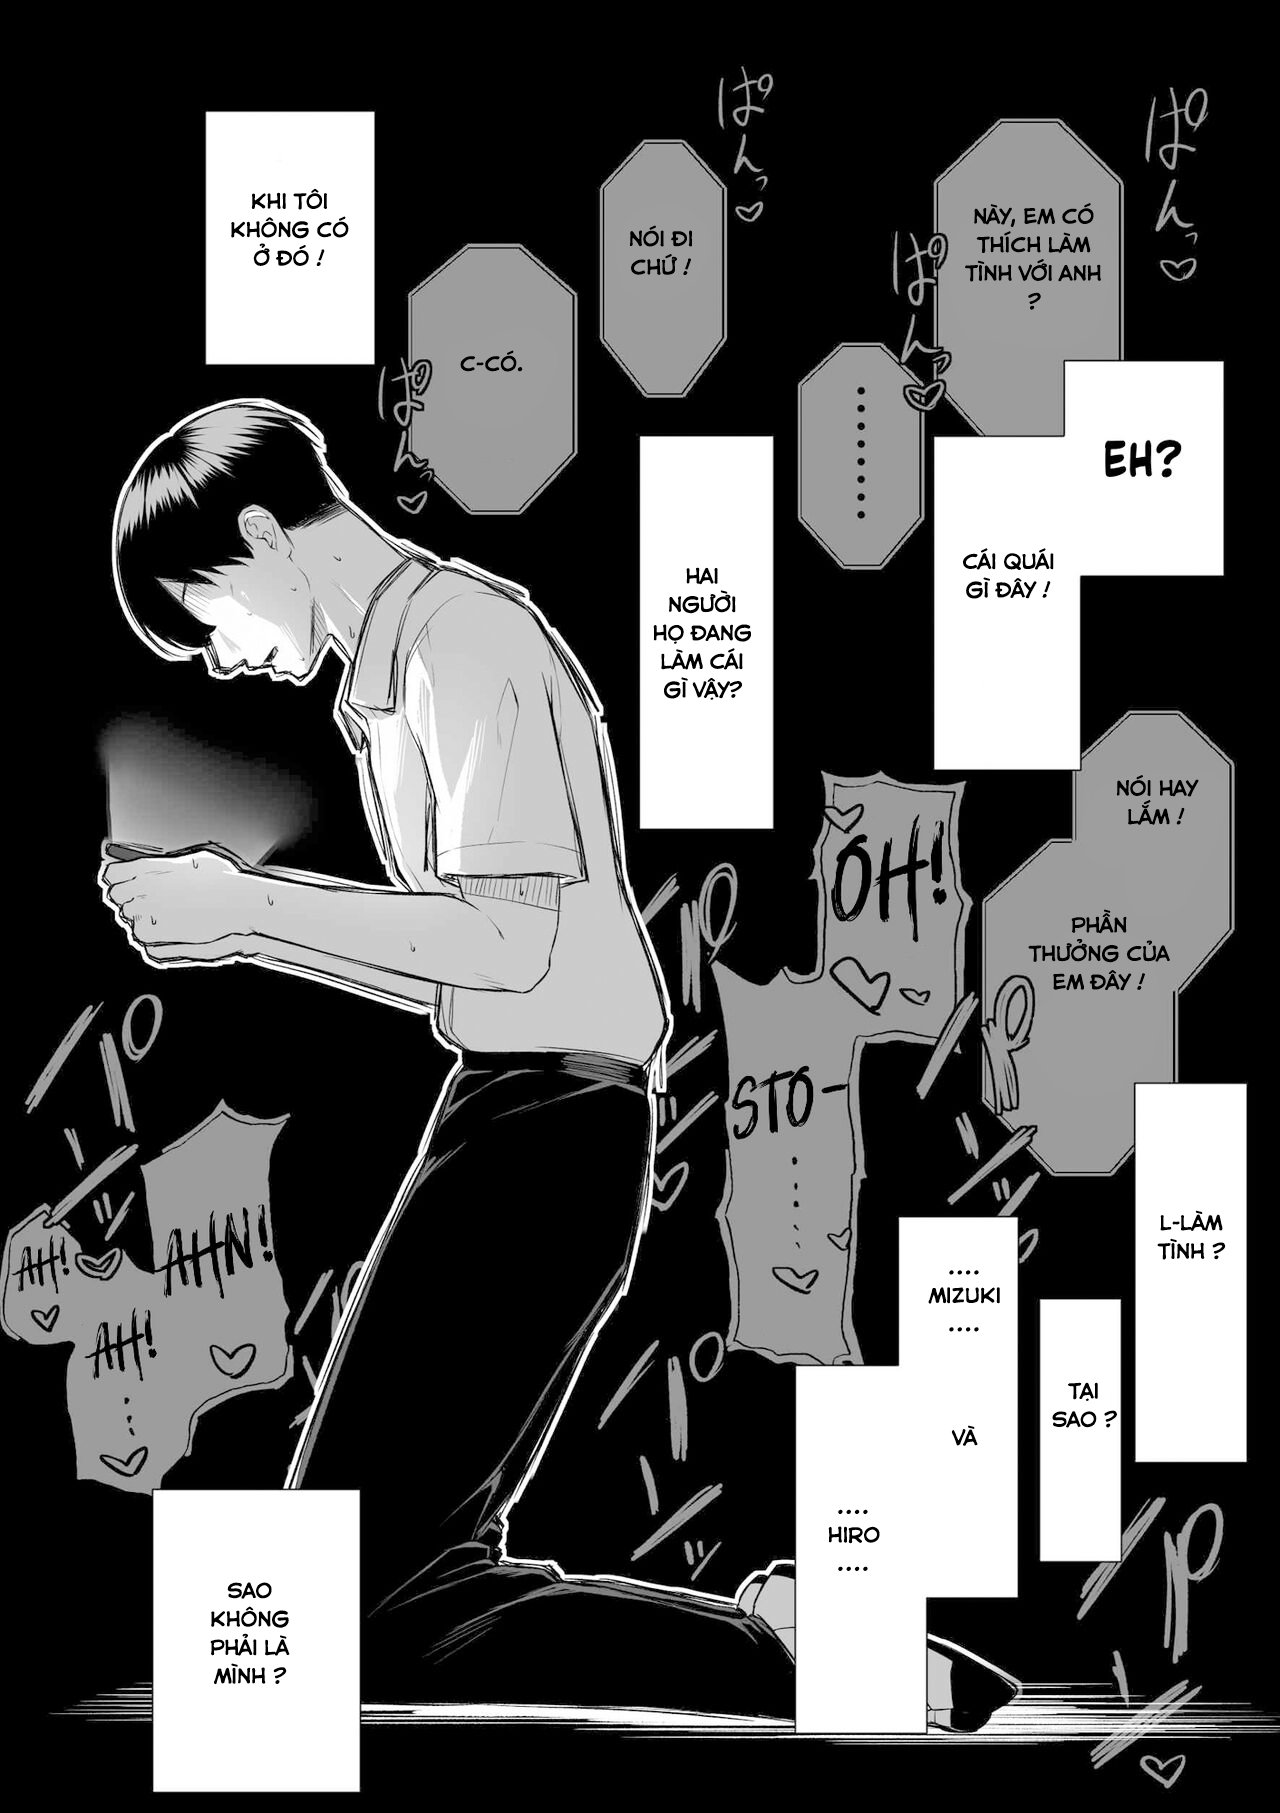 EH?
CÁI QUÁI
GÌ ĐÂY !
NÀY, EM CÓ
THÍCH LÀM
TÌNH VỚI ANH
?
ぱんっ♡
ぱんっ♡
.........
HAI
NGƯỜI
HỌ ĐANG
LÀM CÁI
GÌ VẬY?
NÓI ĐI
CHỨ !
ぱんっ♡
C-CÓ.
ぱんっ♡
KHI TÔI
KHÔNG CÓ
Ở ĐÓ !
NÓI HAY
LẮM !
PHẦN
THƯỞNG CỦA
EM ĐÂY !
OH!
STO-
......
L-LÀM
TÌNH ?
TẠI
SAO ?
....
MIZUKI
....
VÀ
....
HIRO
....
AHN!
AH!
AH!
....
SAO
KHÔNG
PHẢI LÀ
MÌNH ?